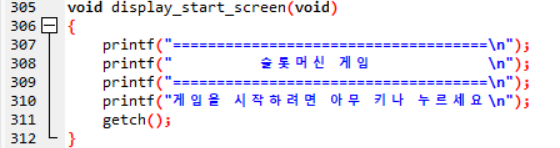 305 void display_start_screen(void)
306 {
307     printf("====================================\n");
308     printf("          슬롯머신 게임              \n");
309     printf("====================================\n");
310     printf("게임을 시작하려면 아무 키나 누르세요\n");
311     getch();
312 }